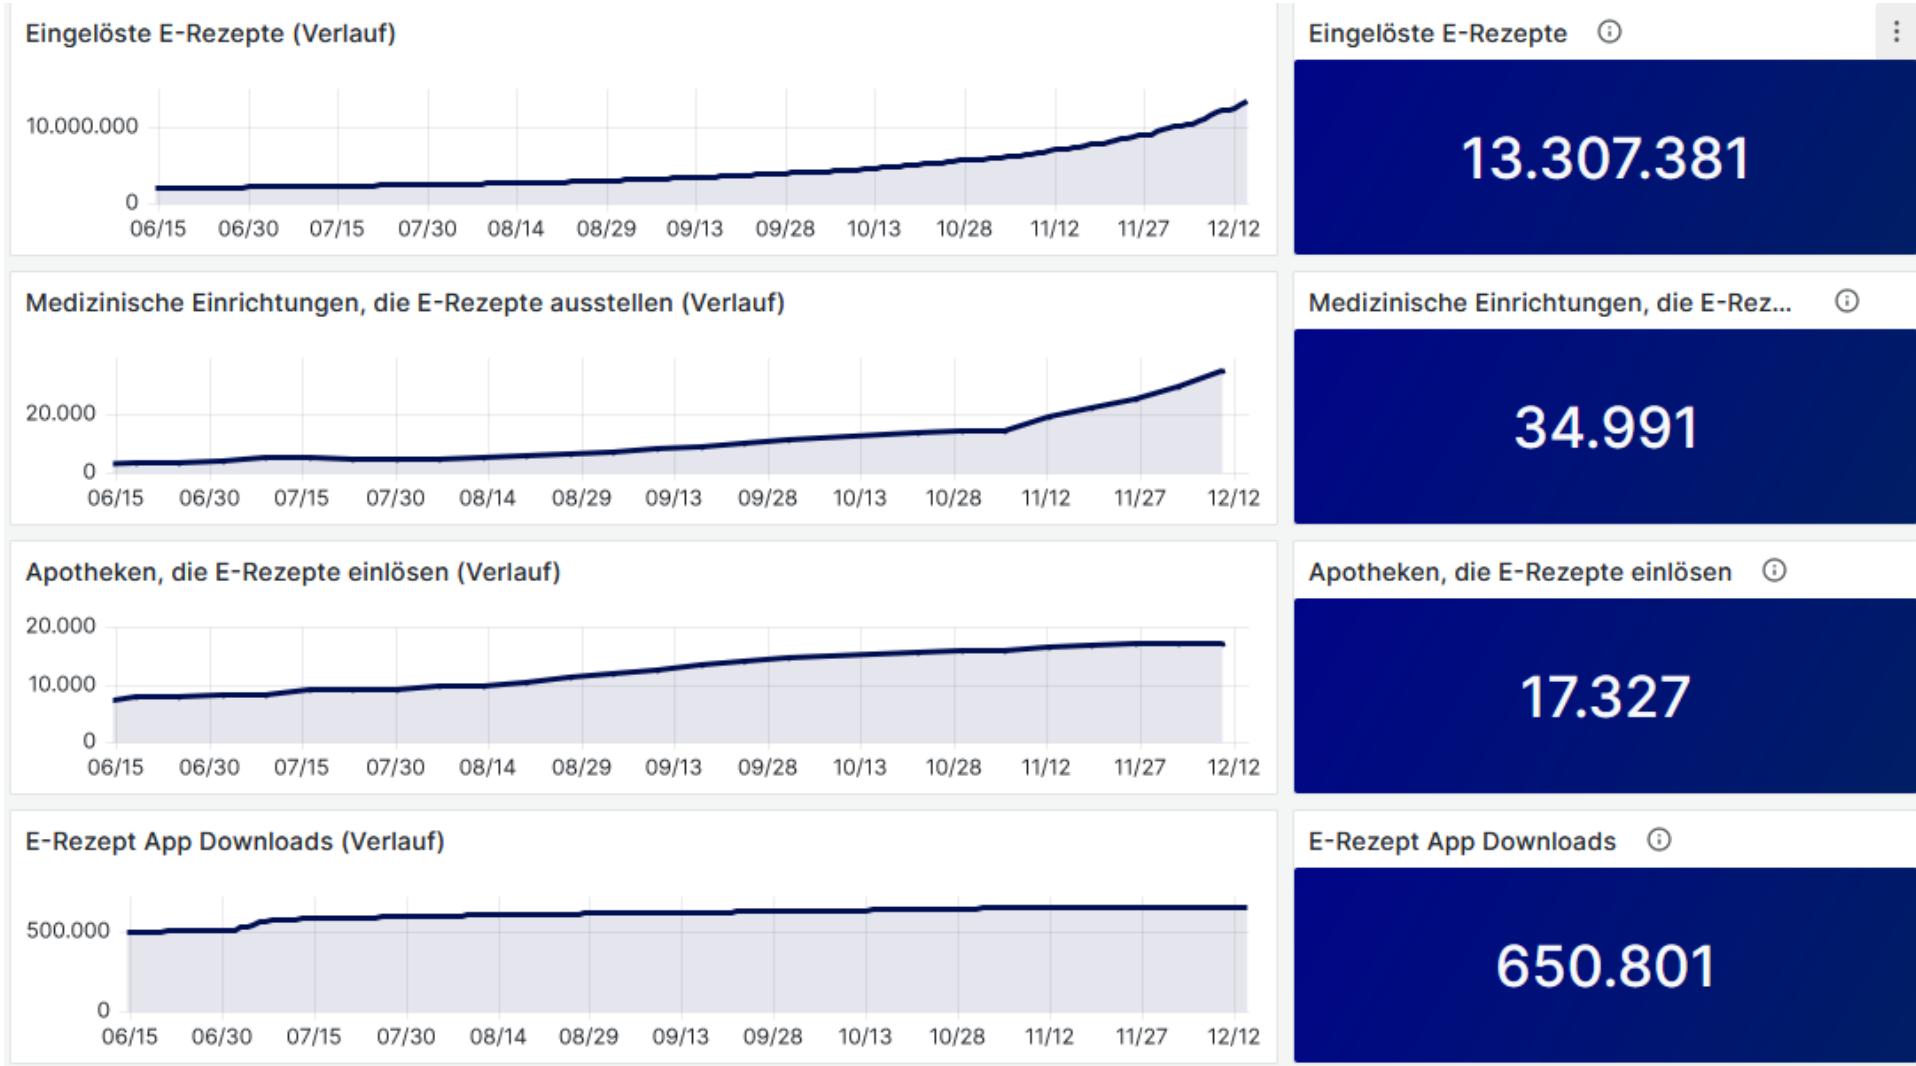 Eingelöste E-Rezepte (Verlauf)
10.000.000
0
06/15 06/30 07/15 07/30 08/14 08/29 09/13 09/28 10/13 10/28 11/12 11/27 12/12
Eingelöste E-Rezepte
13.307.381
Medizinische Einrichtungen, die E-Rezepte ausstellen (Verlauf)
20.000
0
06/15 06/30 07/15 07/30 08/14 08/29 09/13 09/28 10/13 10/28 11/12 11/27 12/12
Medizinische Einrichtungen, die E-Rez...
34.991
Apotheken, die E-Rezepte einlösen (Verlauf)
20.000
10.000
0
06/15 06/30 07/15 07/30 08/14 08/29 09/13 09/28 10/13 10/28 11/12 11/27 12/12
Apotheken, die E-Rezepte einlösen
17.327
E-Rezept App Downloads (Verlauf)
500.000
0
06/15 06/30 07/15 07/30 08/14 08/29 09/13 09/28 10/13 10/28 11/12 11/27 12/12
E-Rezept App Downloads
650.801